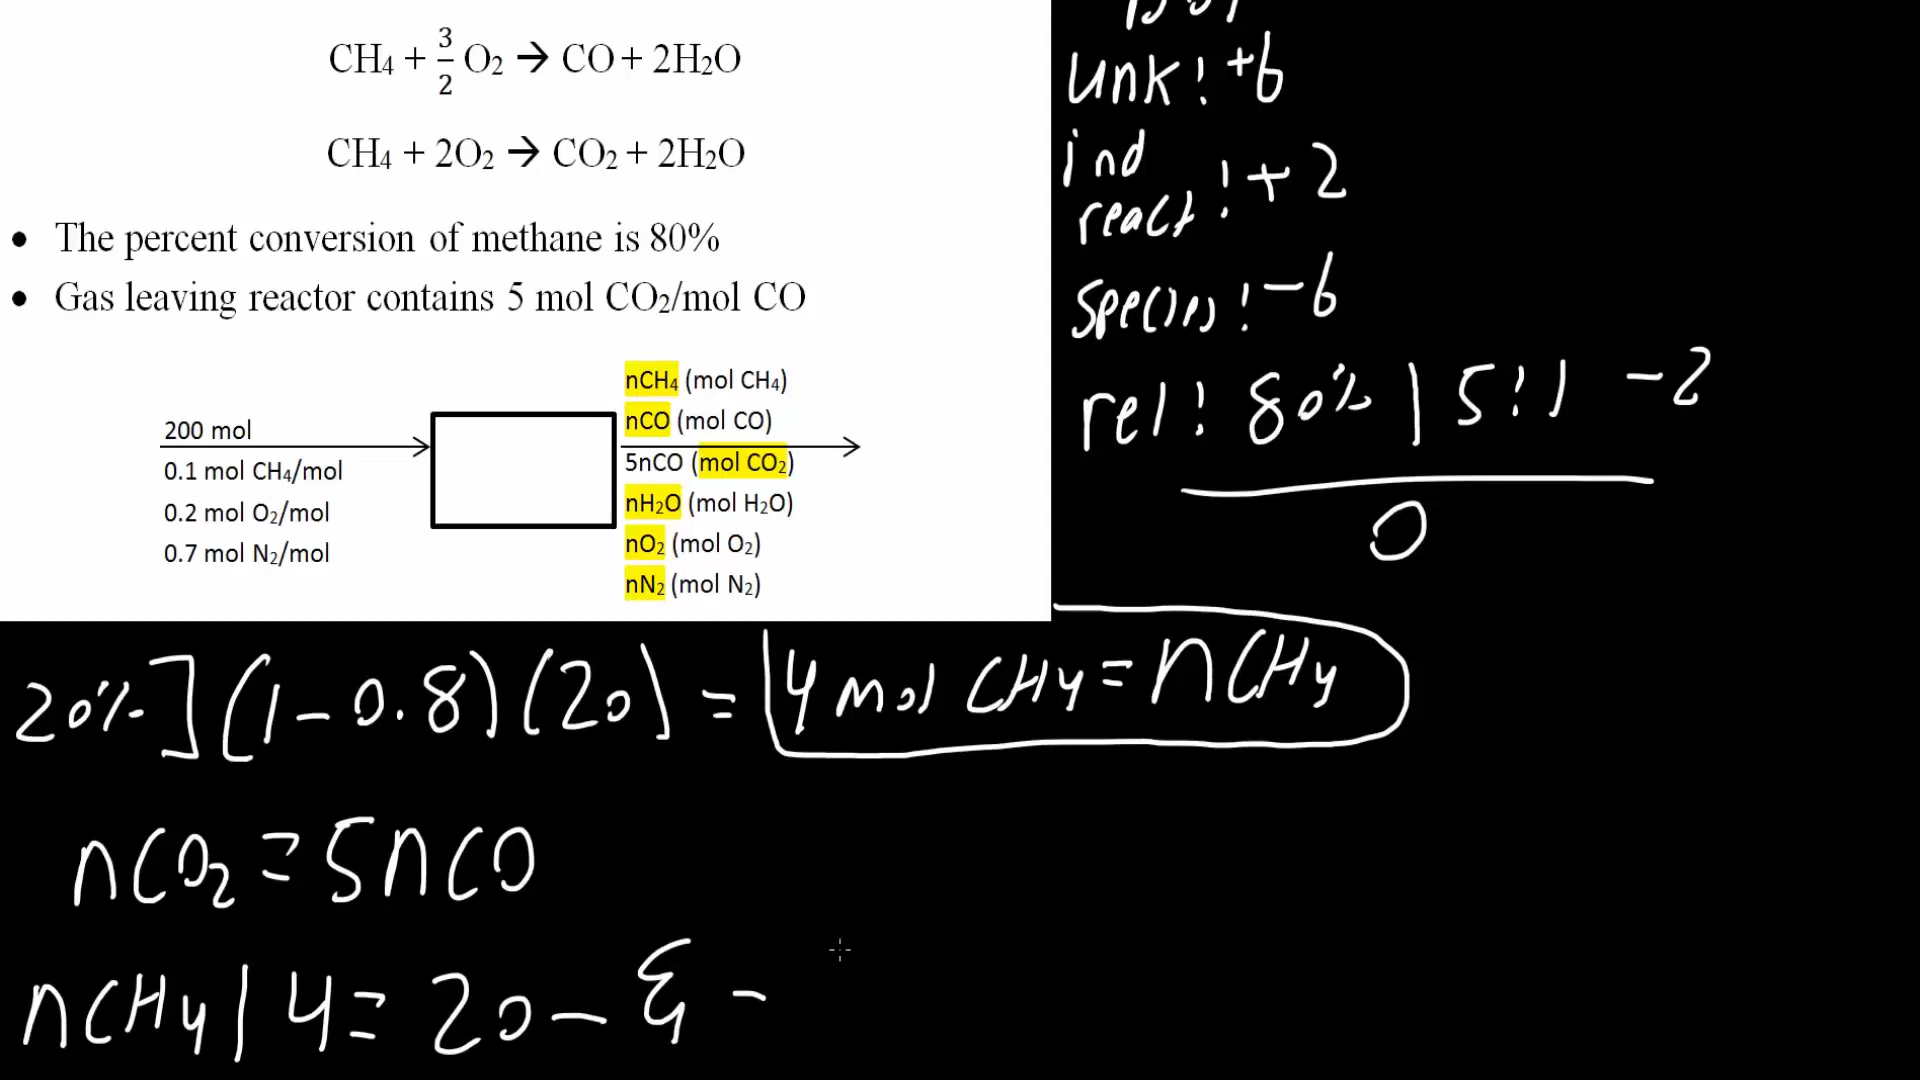 CH₄ + 3/2 O₂ → CO + 2H₂O
CH₄ + 2O₂ → CO₂ + 2H₂O
• The percent conversion of methane is 80%
• Gas leaving reactor contains 5 mol CO₂/mol CO
200 mol
0.1 mol CH₄/mol
0.2 mol O₂/mol
0.7 mol N₂/mol
nCH₄ (mol CH₄)
nCO (mol CO)
5nCO (mol CO₂)
nH₂O (mol H₂O)
nO₂ (mol O₂)
nN₂ (mol N₂)
unk: +6
ind
react: +2
species: -6
rel: 80% | 5:1 -2
0
20%](1-0.8)(20) = 4 mol CH4 = nCH4
nCO₂ = 5nCO
nCH4 | 4 = 20 - ξ₁ -